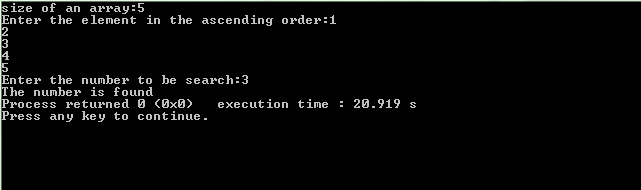 size of an array:5
Enter the element in the ascending order:1
2
3
4
5
Enter the number to be search:3
The number is found
Process returned 0 (0x0)   execution time : 20.919 s
Press any key to continue.